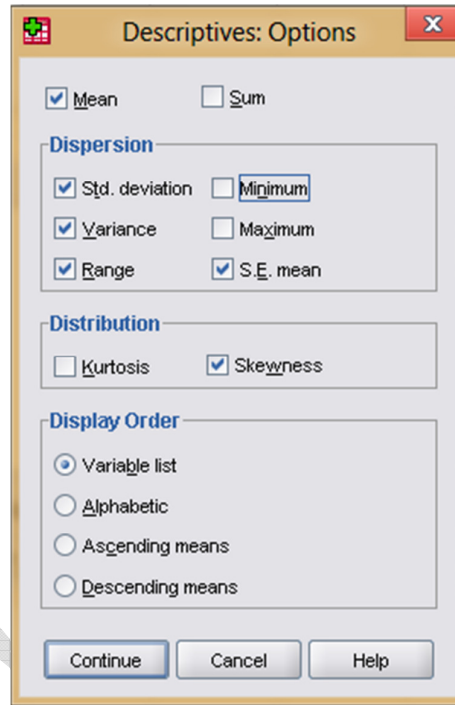 Descriptives: Options
Mean Sum
Dispersion
Std. deviation Minimum
Variance Maximum
Range S.E. mean
Distribution
Kurtosis Skewness
Display Order
Variable list
Alphabetic
Ascending means
Descending means
Continue Cancel Help